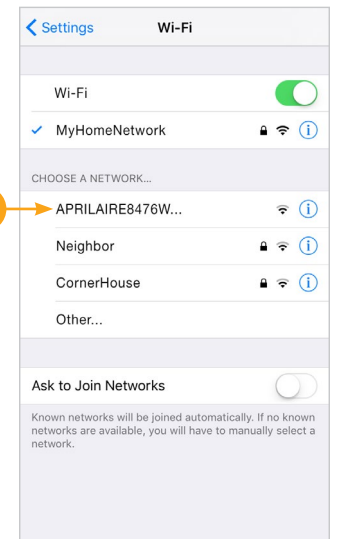 Settings Wi-Fi
Wi-Fi
MyHomeNetwork
CHOOSE A NETWORK...
APRILAIRE8476W...
Neighbor
CornerHouse
Other...
Ask to Join Networks
Known networks will be joined automatically. If no known
networks are available, you will have to manually select a
network.